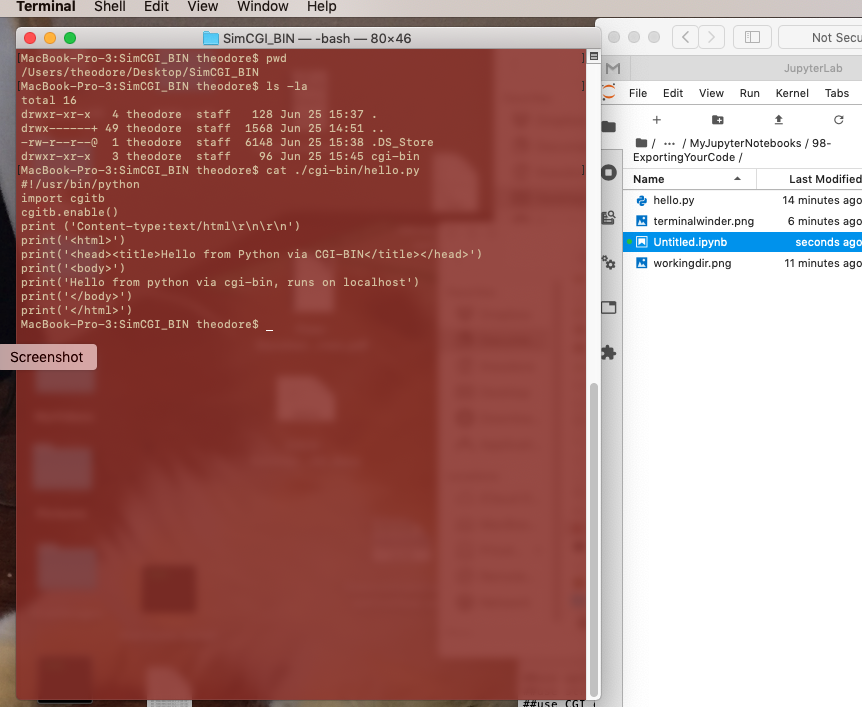 Terminal Shell Edit View Window Help
SimCGI_BIN — -bash — 80×46
[MacBook-Pro-3:SimCGI_BIN theodore$ pwd ]
/Users/theodore/Desktop/SimCGI_BIN
[MacBook-Pro-3:SimCGI_BIN theodore$ ls -la ]
total 16
drwxr-xr-x 4 theodore staff 128 Jun 25 15:37 .
drwx------+ 49 theodore staff 1568 Jun 25 14:51 ..
-rw-r--r--@ 1 theodore staff 6148 Jun 25 15:38 .DS_Store
drwxr-xr-x 3 theodore staff 96 Jun 25 15:45 cgi-bin
[MacBook-Pro-3:SimCGI_BIN theodore$ cat ./cgi-bin/hello.py ]
#!/usr/bin/python
import cgitb
cgitb.enable()
print ('Content-type:text/html\r\n\r\n')
print('<html>')
print('<head><title>Hello from Python via CGI-BIN</title></head>')
print('<body>')
print('Hello from python via cgi-bin, runs on localhost')
print('</body>')
print('</html>')
MacBook-Pro-3:SimCGI_BIN theodore$ _
Screenshot
Not Secu
JupyterLab
File Edit View Run Kernel Tabs
/ ··· / MyJupyterNotebooks / 98-
ExportingYourCode /
Name Last Modified
hello.py 14 minutes ago
terminalwinder.png 6 minutes ago
Untitled.ipynb seconds ago
workingdir.png 11 minutes ago
##use CGI